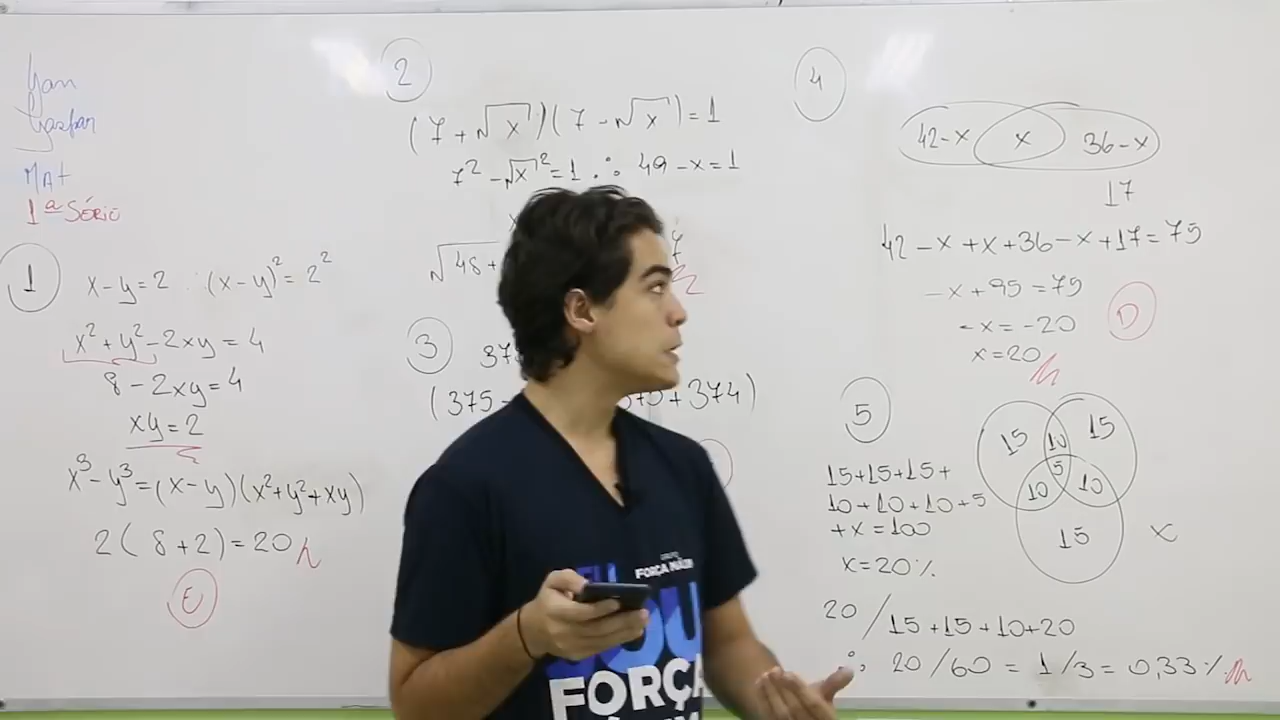 Yan
Gaspar
MAT
1ª Série
1
x-y=2 (x-y)²=2²
x²+y²-2xy=4
8-2xy=4
xy=2
x³-y³=(x-y)(x²+y²+xy)
2(8+2)=20
E
2
(7+√x)(7-√x)=1
7²-√x²=1 ∴ 49-x=1
√48+
3
37
(375-
+374)
4
42-x x 36-x
17
42-x+x+36-x+17=75
-x+95=75
-x=-20
x=20
D
5
15 10 15
5
10 10
15
x
15+15+15+
10+10+10+5
+x=100
x=20%
20/15+15+10+20
∴ 20/60=1/3=0,33%
FORÇA MÁXIMA
FORÇA